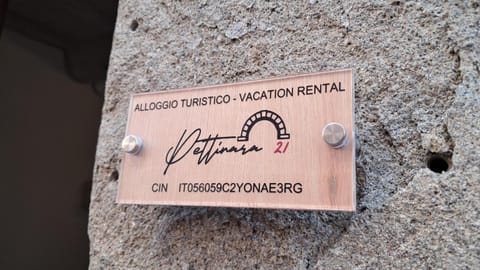 ALLOGGIO TURISTICO - VACATION RENTAL
Pettinara 21
CIN IT056059C2YONAE3RG